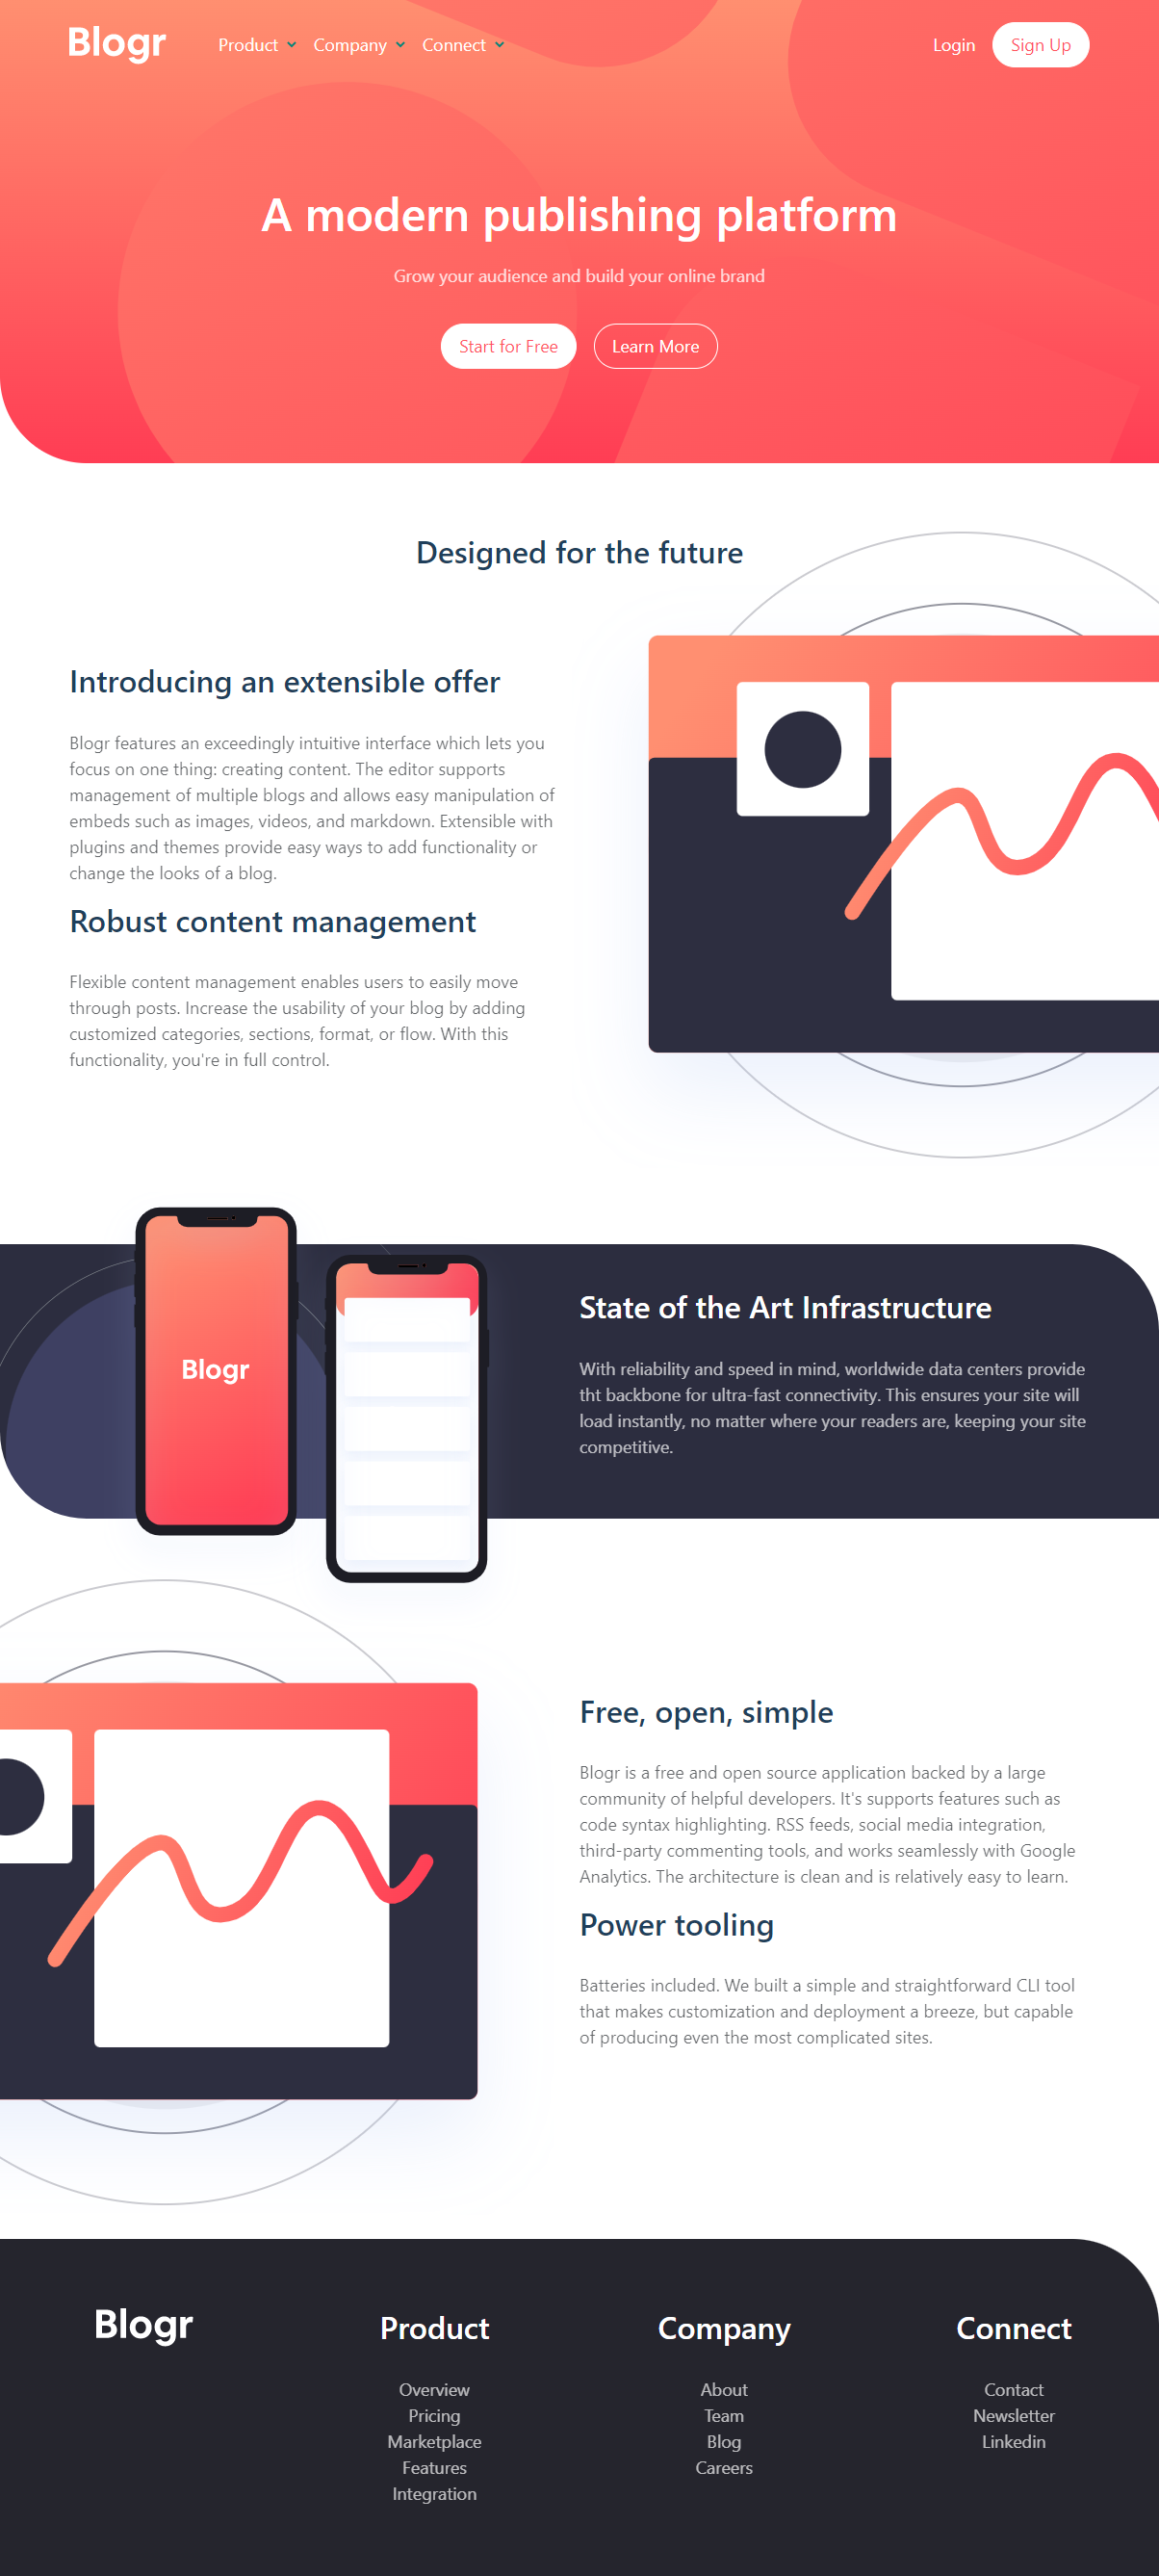 Blogr Product Company Connect Login Sign Up
A modern publishing platform
Grow your audience and build your online brand
Start for Free Learn More
Designed for the future
Introducing an extensible offer
Blogr features an exceedingly intuitive interface which lets you
focus on one thing: creating content. The editor supports
management of multiple blogs and allows easy manipulation of
embeds such as images, videos, and markdown. Extensible with
plugins and themes provide easy ways to add functionality or
change the looks of a blog.
Robust content management
Flexible content management enables users to easily move
through posts. Increase the usability of your blog by adding
customized categories, sections, format, or flow. With this
functionality, you're in full control.
Blogr
State of the Art Infrastructure
With reliability and speed in mind, worldwide data centers provide
tht backbone for ultra-fast connectivity. This ensures your site will
load instantly, no matter where your readers are, keeping your site
competitive.
Free, open, simple
Blogr is a free and open source application backed by a large
community of helpful developers. It's supports features such as
code syntax highlighting. RSS feeds, social media integration,
third-party commenting tools, and works seamlessly with Google
Analytics. The architecture is clean and is relatively easy to learn.
Power tooling
Batteries included. We built a simple and straightforward CLI tool
that makes customization and deployment a breeze, but capable
of producing even the most complicated sites.
Blogr
Product
Overview
Pricing
Marketplace
Features
Integration
Company
About
Team
Blog
Careers
Connect
Contact
Newsletter
Linkedin